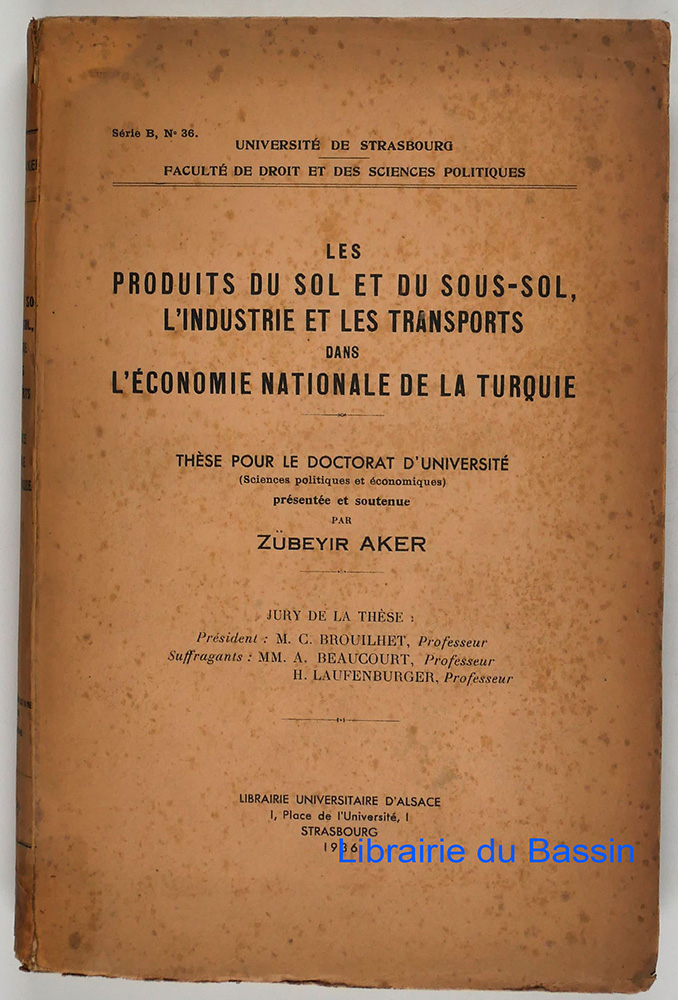 Série B, Nº 36.
UNIVERSITÉ DE STRASBOURG
FACULTÉ DE DROIT ET DES SCIENCES POLITIQUES
LES
PRODUITS DU SOL ET DU SOUS-SOL,
L'INDUSTRIE ET LES TRANSPORTS
DANS
L'ÉCONOMIE NATIONALE DE LA TURQUIE
THÈSE POUR LE DOCTORAT D'UNIVERSITÉ
(Sciences politiques et économiques)
présentée et soutenue
PAR
ZÜBEYIR AKER
JURY DE LA THÈSE :
Président : M. C. BROUILHET, Professeur
Suffragants : MM. A. BEAUCOURT, Professeur
H. LAUFENBURGER, Professeur
LIBRAIRIE UNIVERSITAIRE D'ALSACE
1, Place de l'Université, 1
STRASBOURG
1936
Librairie du Bassin